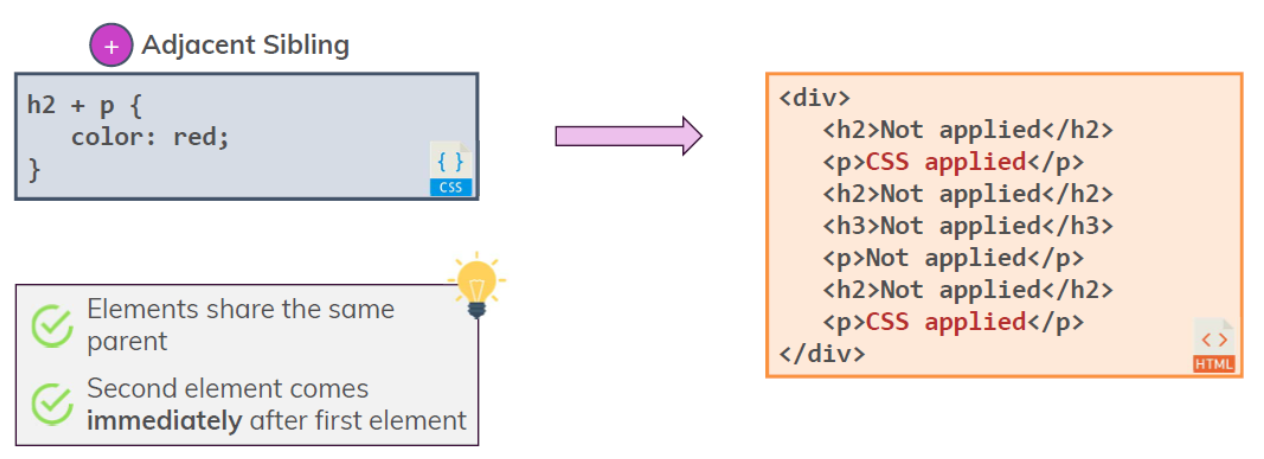 + Adjacent Sibling
h2 + p {
   color: red;
}
{ }
CSS
Elements share the same
parent
Second element comes
immediately after first element
<div>
   <h2>Not applied</h2>
   <p>CSS applied</p>
   <h2>Not applied</h2>
   <h3>Not applied</h3>
   <p>Not applied</p>
   <h2>Not applied</h2>
   <p>CSS applied</p>
</div>
< >
HTML